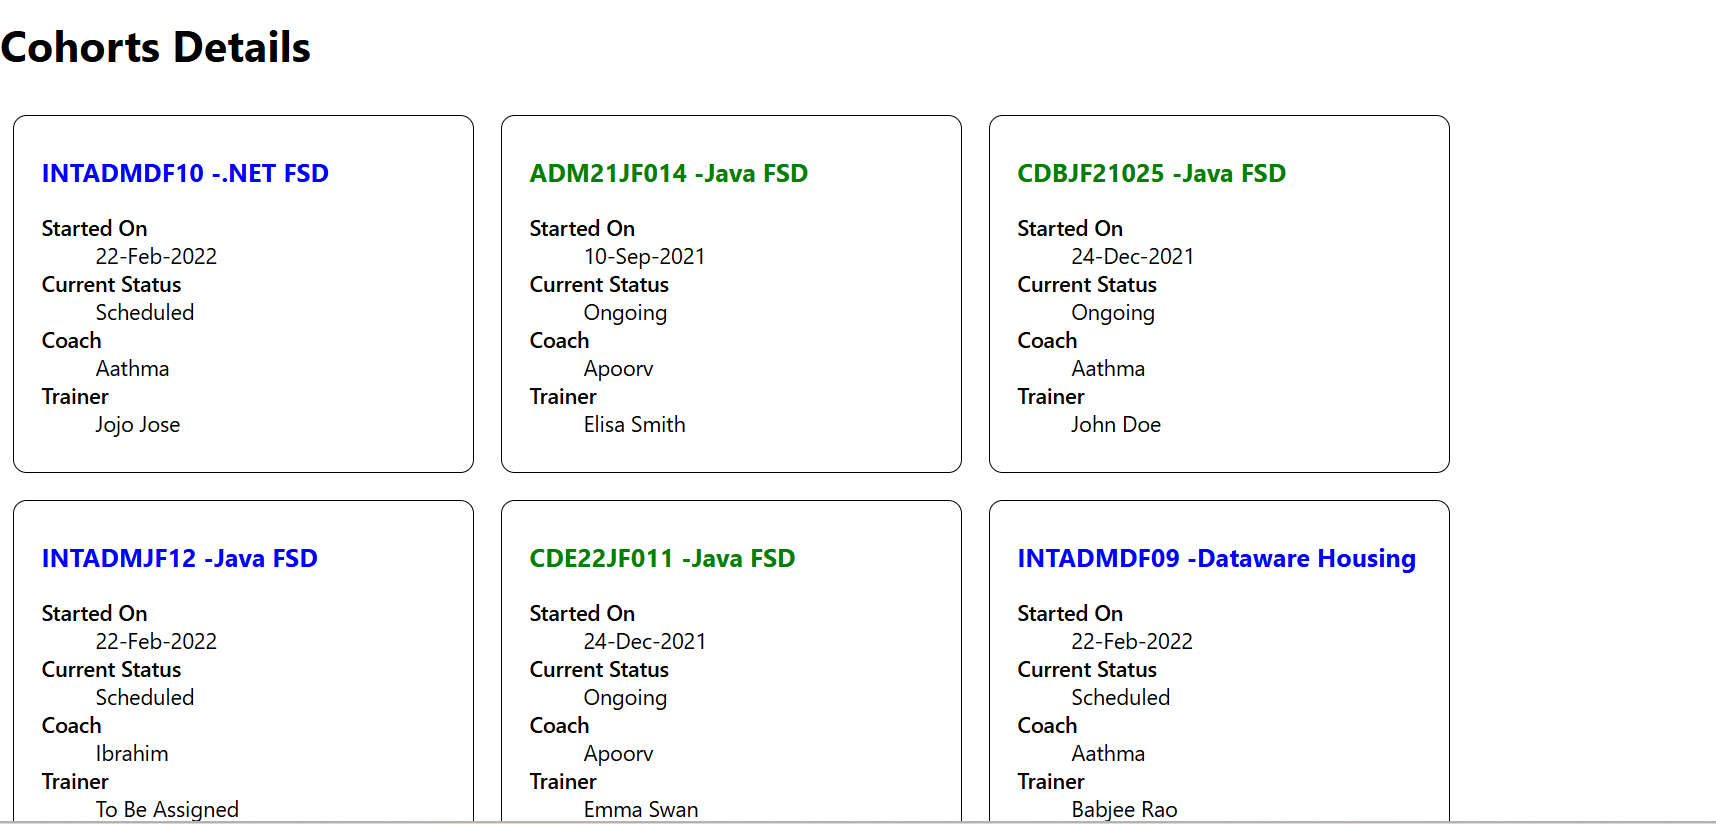 Cohorts Details
INTADMDF10 -.NET FSD
Started On
22-Feb-2022
Current Status
Scheduled
Coach
Aathma
Trainer
Jojo Jose
ADM21JF014 -Java FSD
Started On
10-Sep-2021
Current Status
Ongoing
Coach
Apoorv
Trainer
Elisa Smith
CDBJF21025 -Java FSD
Started On
24-Dec-2021
Current Status
Ongoing
Coach
Aathma
Trainer
John Doe
INTADMJF12 -Java FSD
Started On
22-Feb-2022
Current Status
Scheduled
Coach
Ibrahim
Trainer
To Be Assigned
CDE22JF011 -Java FSD
Started On
24-Dec-2021
Current Status
Ongoing
Coach
Apoorv
Trainer
Emma Swan
INTADMDF09 -Dataware Housing
Started On
22-Feb-2022
Current Status
Scheduled
Coach
Aathma
Trainer
Babjee Rao